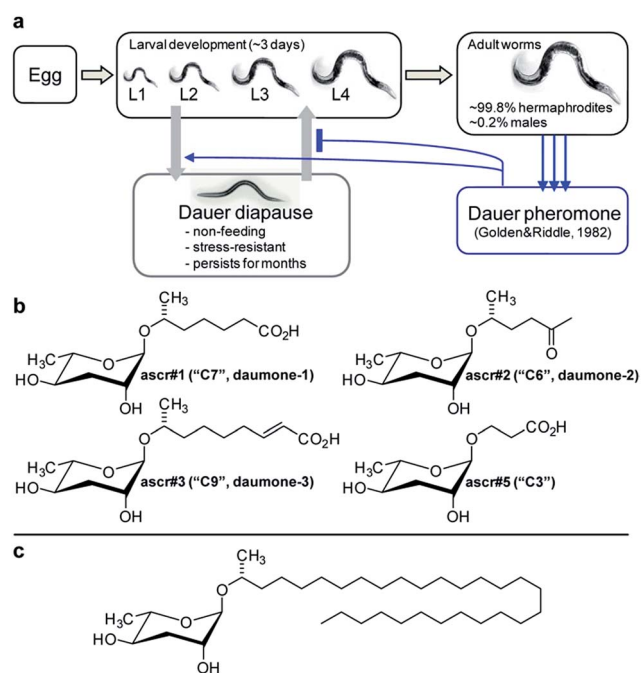 a
Egg
Larval development (~3 days)
L1 L2 L3 L4
Adult worms
~99.8% hermaphrodites
~0.2% males
Dauer diapause
- non-feeding
- stress-resistant
- persists for months
Dauer pheromone
(Golden&Riddle, 1982)
b
CH3
O
CO2H
H3C
O
HO
OH
ascr#1 ("C7", daumone-1)
CH3
O
O
H3C
O
HO
OH
ascr#2 ("C6", daumone-2)
CH3
O
CO2H
H3C
O
HO
OH
ascr#3 ("C9", daumone-3)
O
CO2H
H3C
O
HO
OH
ascr#5 ("C3")
c
CH3
O
H3C
O
HO
OH